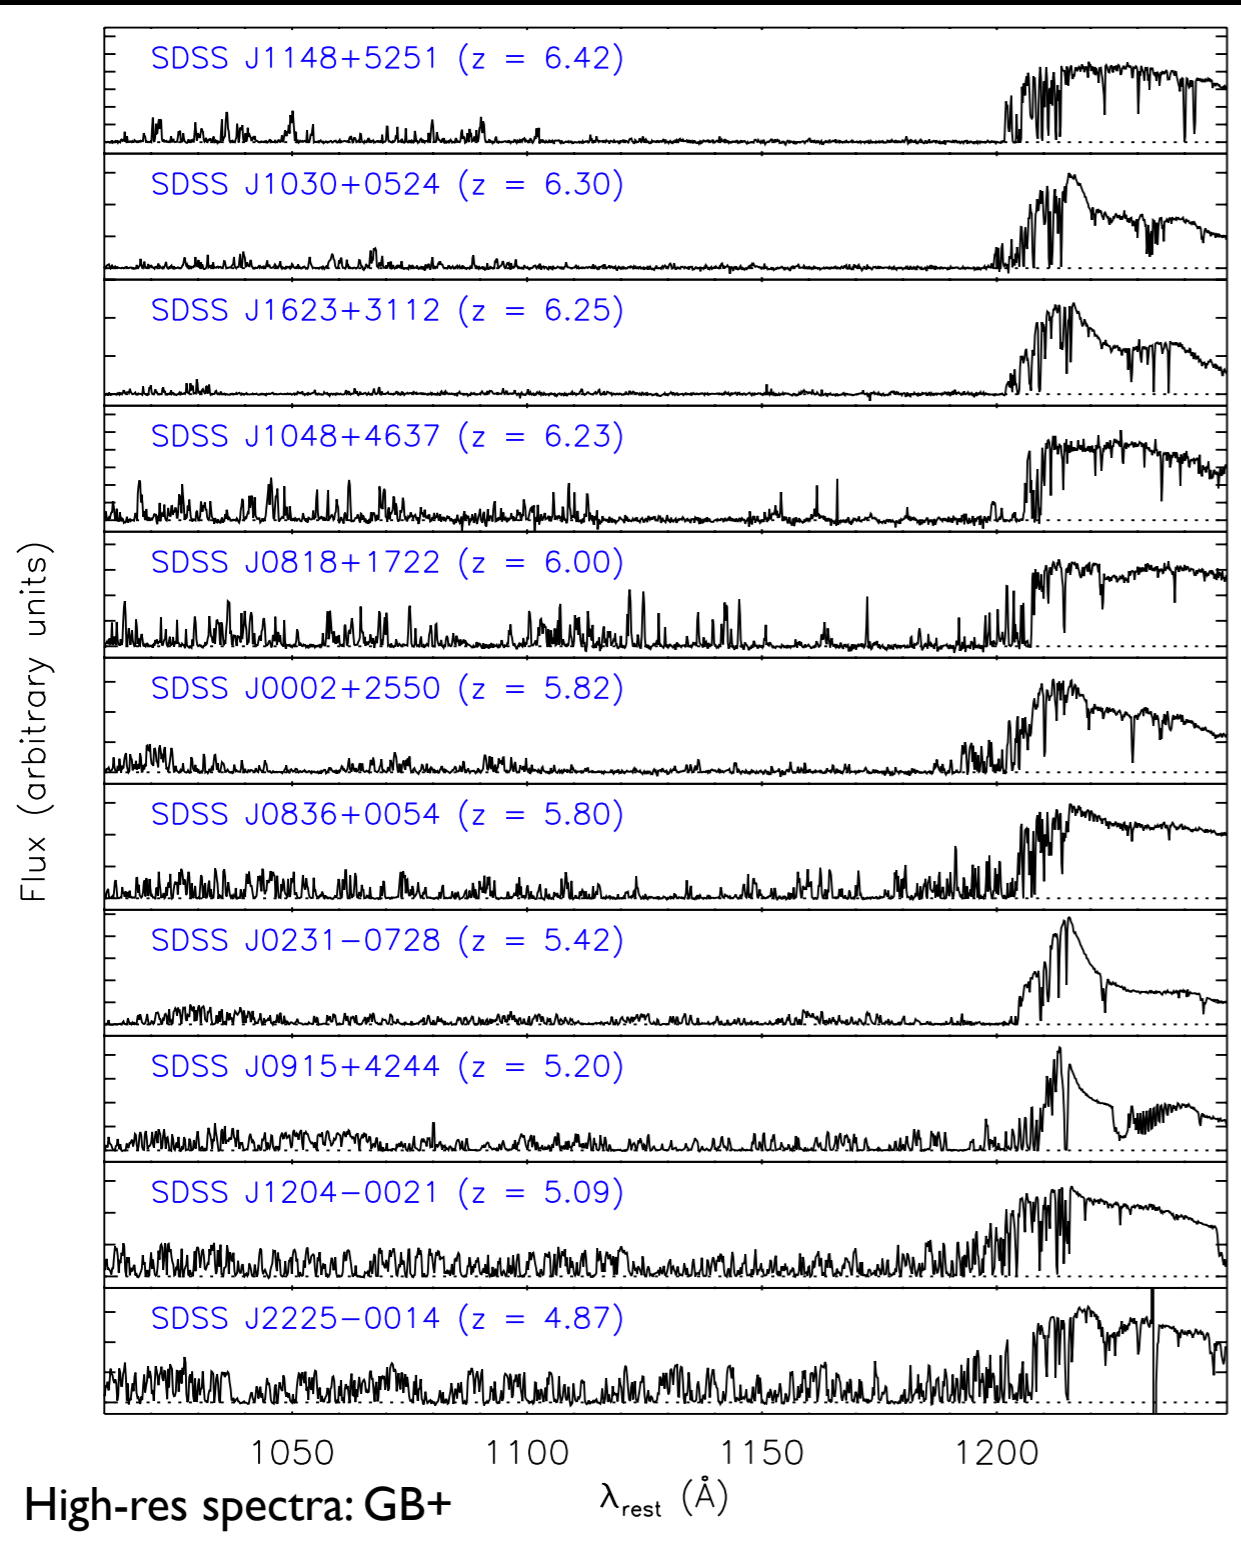 SDSS J1148+5251 (z = 6.42)
SDSS J1030+0524 (z = 6.30)
SDSS J1623+3112 (z = 6.25)
SDSS J1048+4637 (z = 6.23)
SDSS J0818+1722 (z = 6.00)
SDSS J0002+2550 (z = 5.82)
SDSS J0836+0054 (z = 5.80)
SDSS J0231−0728 (z = 5.42)
SDSS J0915+4244 (z = 5.20)
SDSS J1204−0021 (z = 5.09)
SDSS J2225−0014 (z = 4.87)
Flux (arbitrary units)
1050 1100 1150 1200
λrest (Å)
High-res spectra: GB+